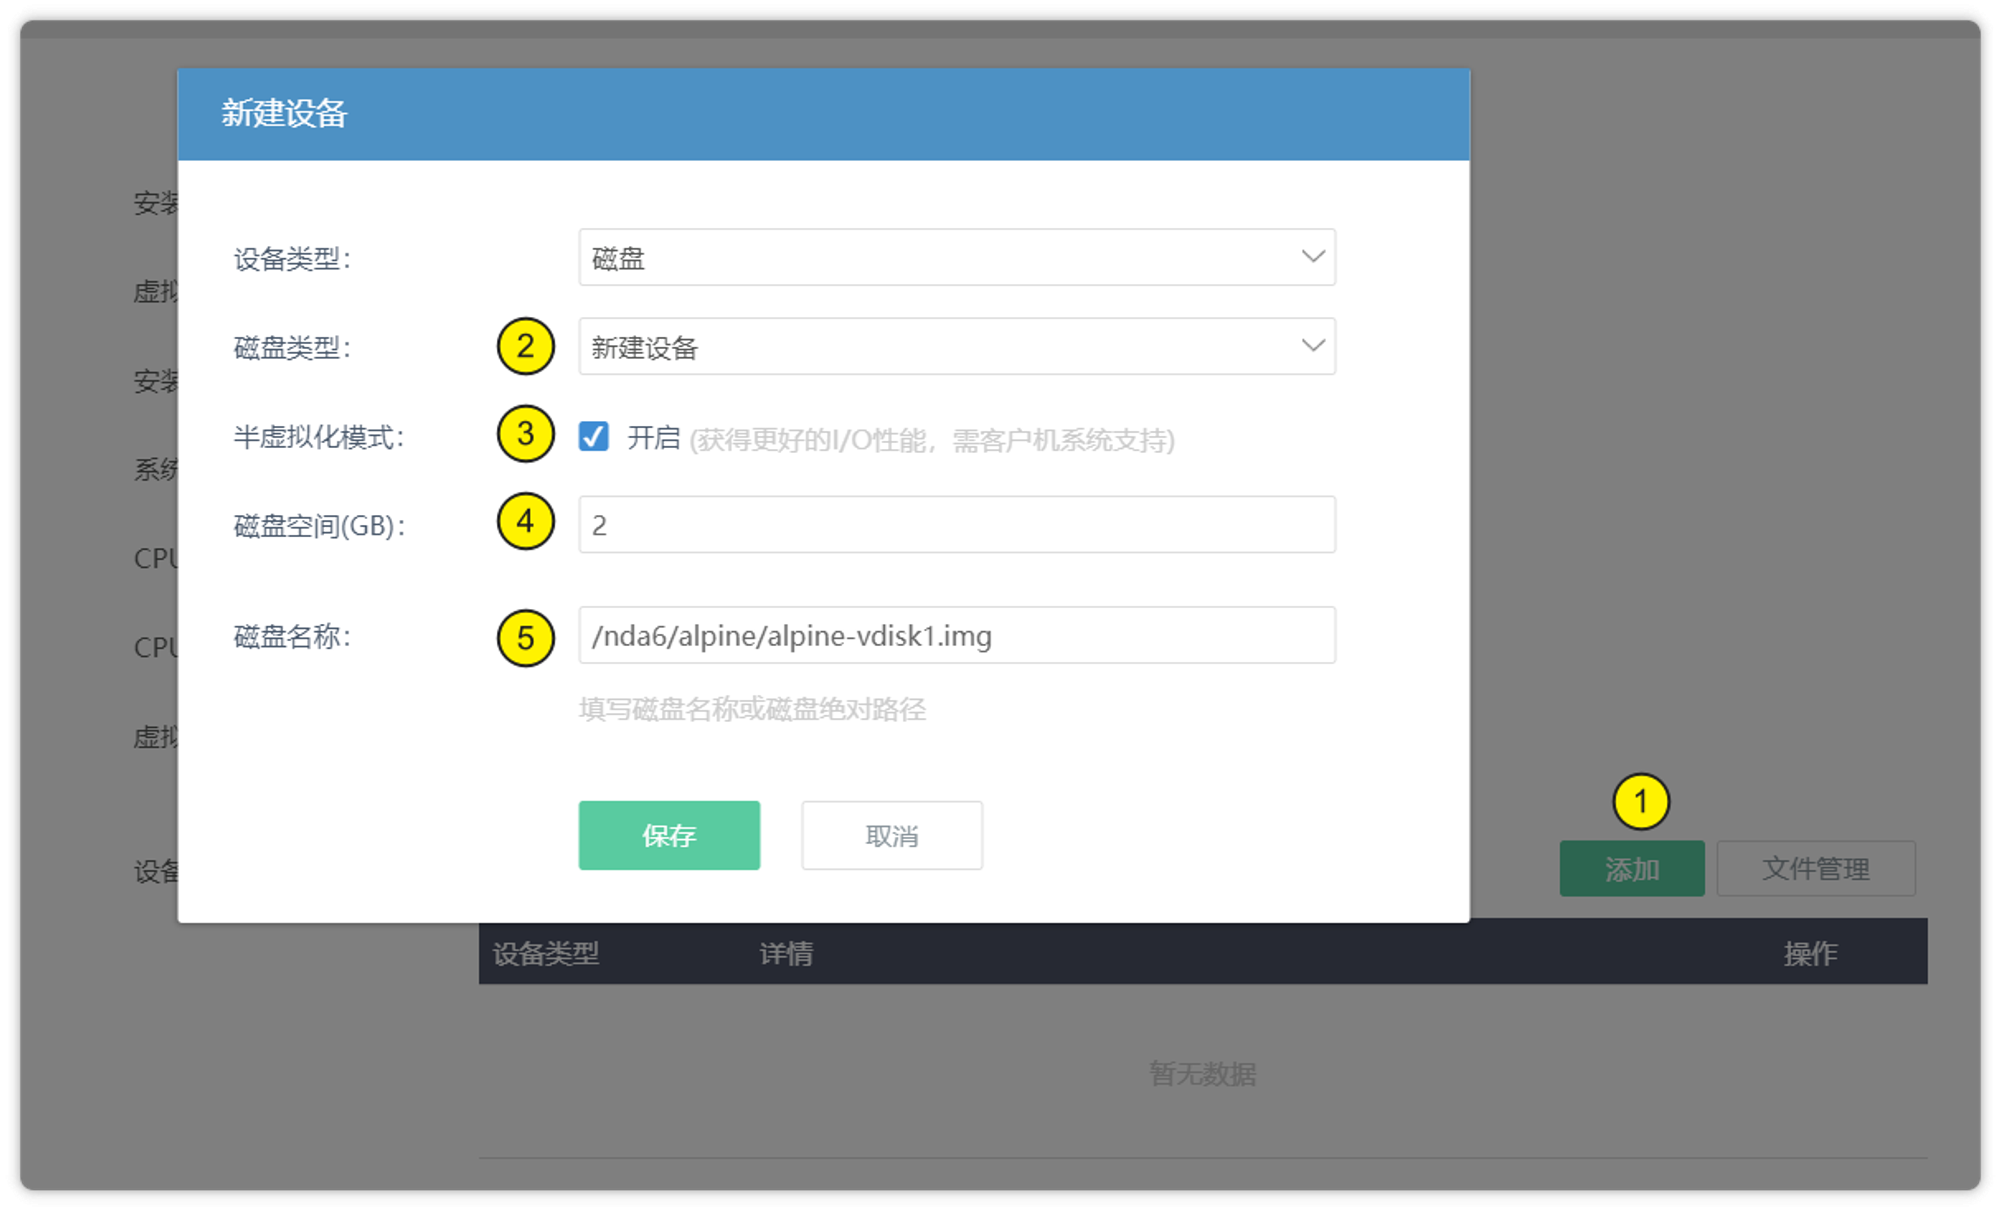 新建设备
安装
设备类型：
磁盘
虚拟
磁盘类型：
2
新建设备
安装
半虚拟化模式：
3
开启 (获得更好的I/O性能，需客户机系统支持)
系统
磁盘空间(GB)：
4
2
CPU
磁盘名称：
5
/nda6/alpine/alpine-vdisk1.img
CPU
填写磁盘名称或磁盘绝对路径
虚拟
1
保存
取消
设备
添加
文件管理
设备类型
详情
操作
暂无数据